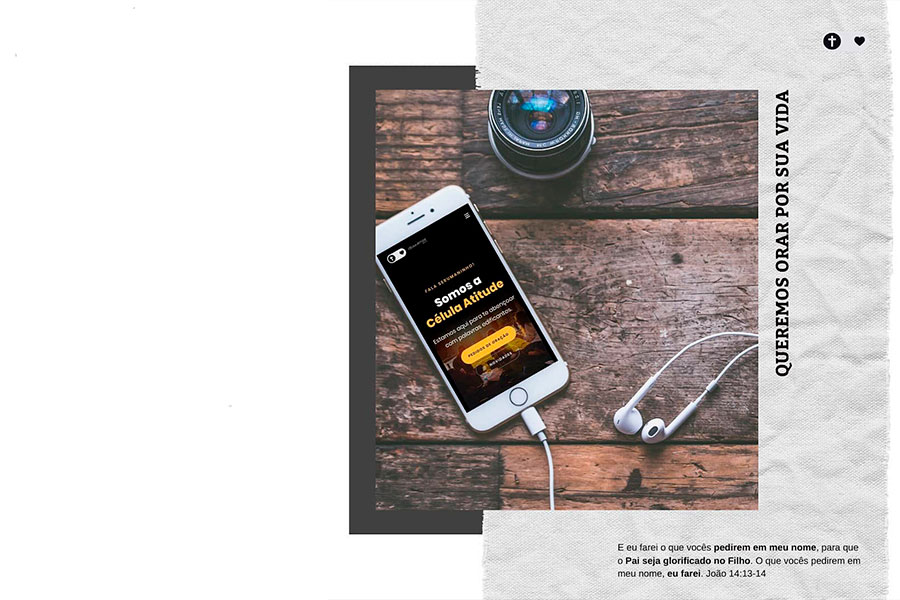 QUEREMOS ORAR POR SUA VIDA
FALA SERUMANINHO!
Somos a
Célula Atitude
Estamos aqui para te abençoar
com palavras edificantes.
PEDIDOS DE ORAÇÃO
NOVIDADES
E eu farei o que vocês pedirem em meu nome, para que
o Pai seja glorificado no Filho. O que vocês pedirem em
meu nome, eu farei. João 14:13-14